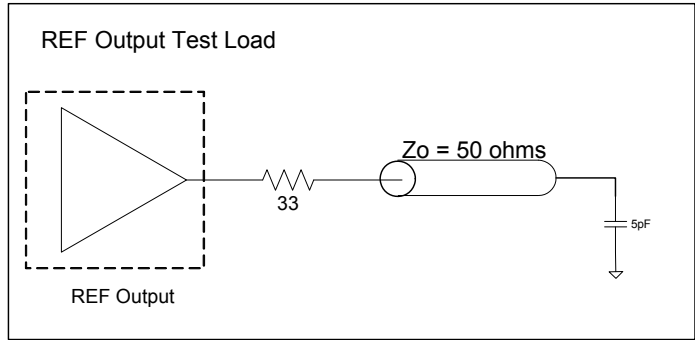 REF Output Test Load
Zo = 50 ohms
33
5pF
REF Output